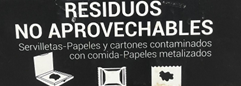 RESIDUOS
NO APROVECHABLES
Servilletas-Papeles y cartones contaminados
con comida-Papeles metalizados